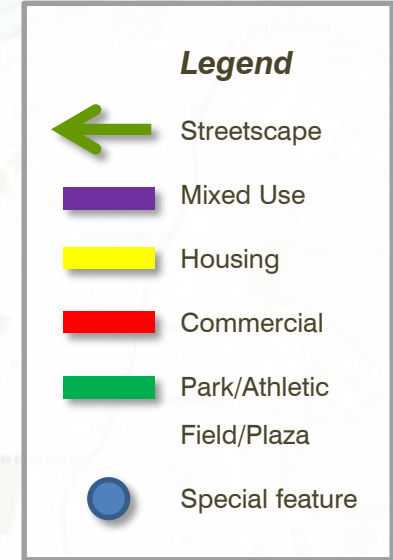 Legend
Streetscape
Mixed Use
Housing
Commercial
Park/Athletic
Field/Plaza
Special feature